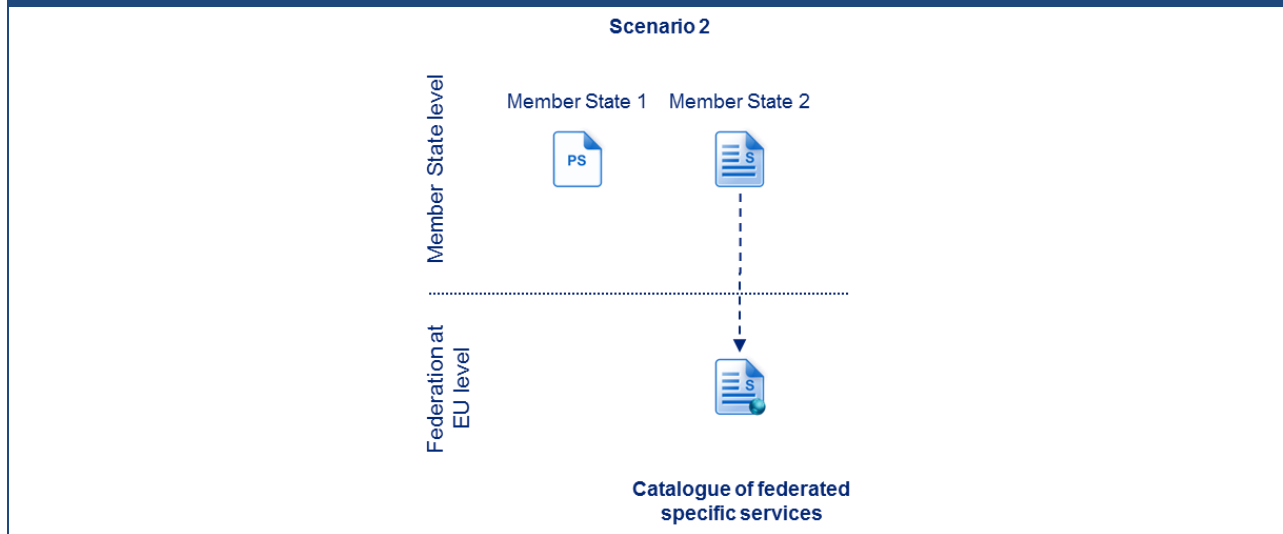 Scenario 2
Member State level
Member State 1
Member State 2
PS
S
Federation at
EU level
S
Catalogue of federated
specific services